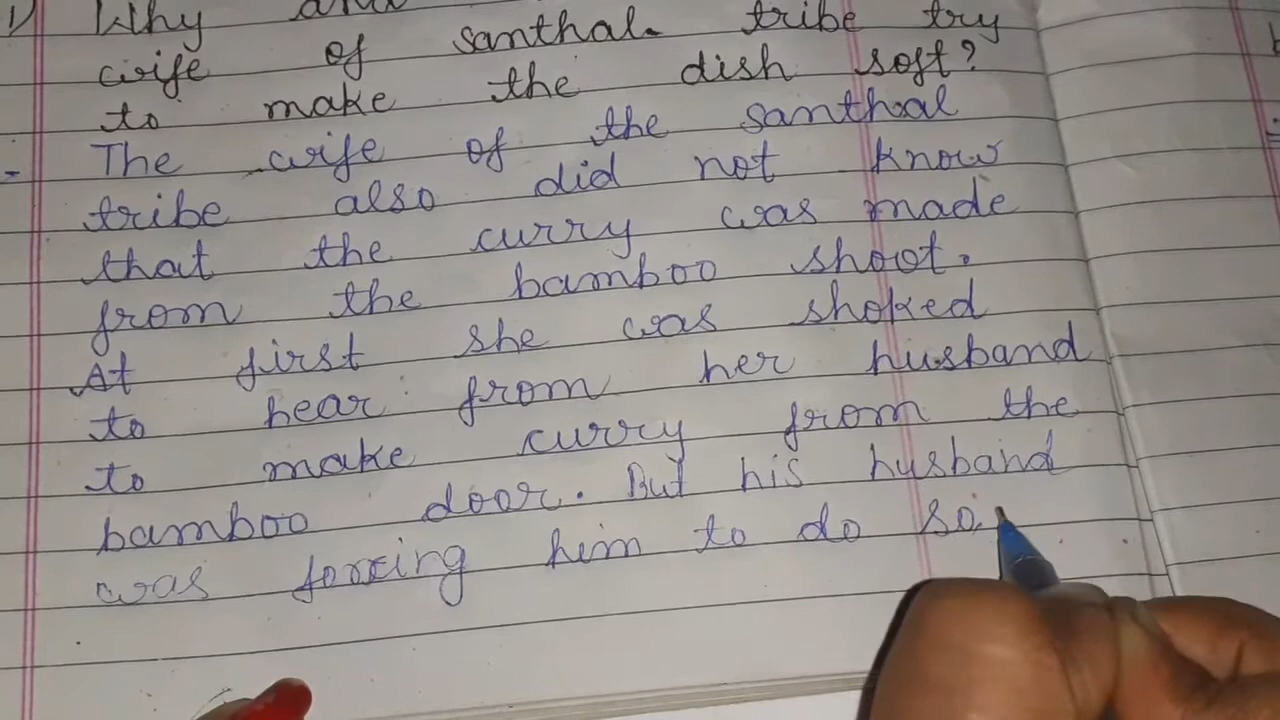 1) Why and
wife of santhal tribe try
to make the dish soft?
- The wife of the santhal
tribe also did not know
that the curry was made
from the bamboo shoot.
At first she was shoked
to hear from her husband
to make curry from the
bamboo door. But his husband
was forcing him to do so.